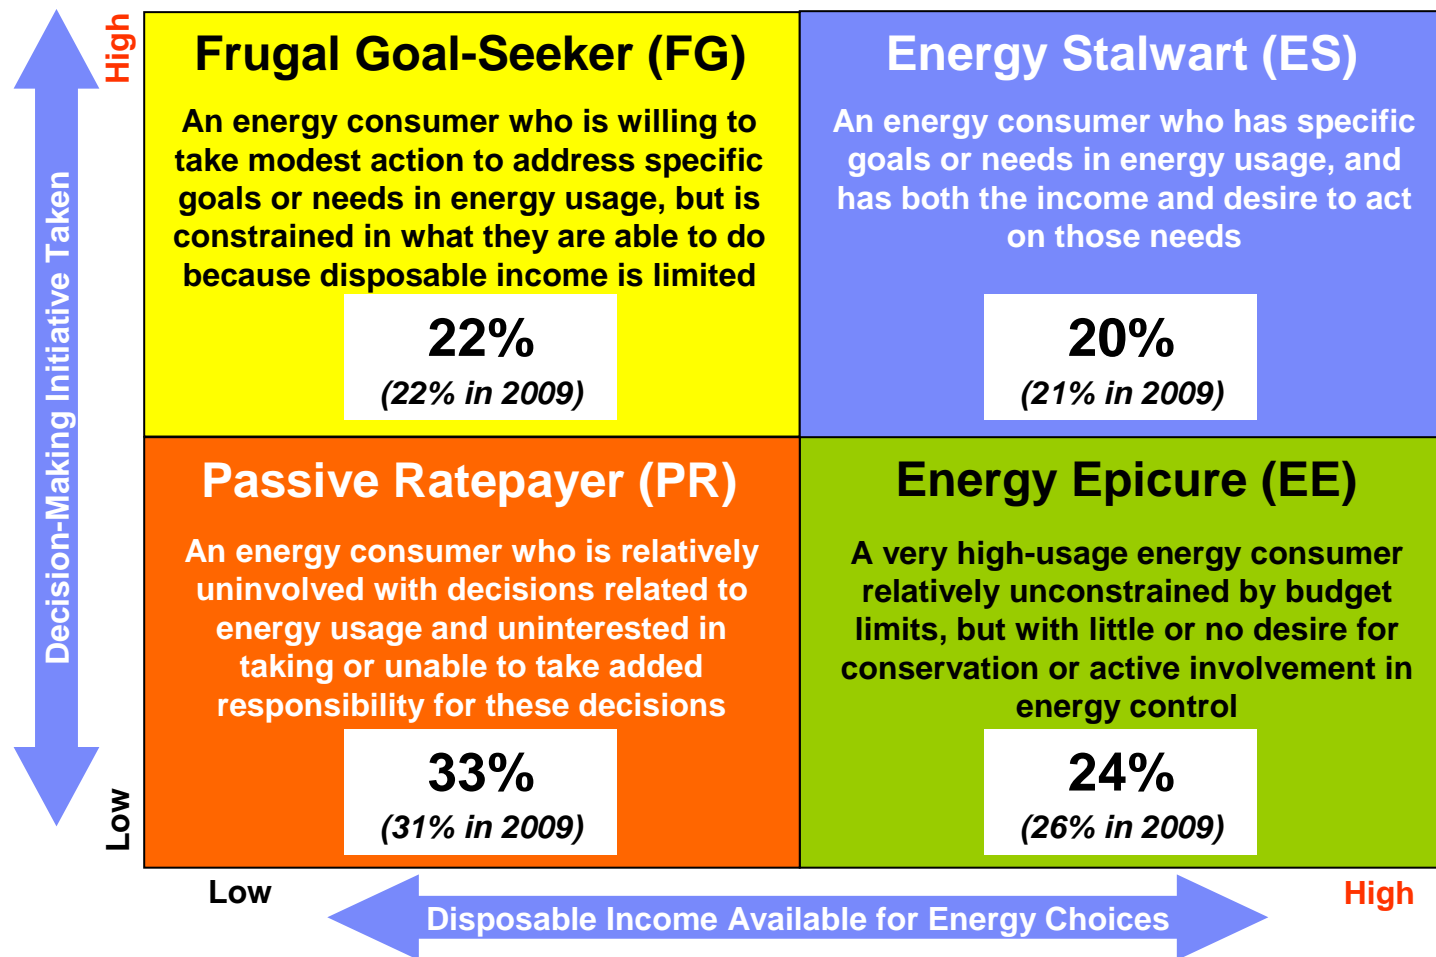 High
Decision-Making Initiative Taken
Low
Frugal Goal-Seeker (FG)
An energy consumer who is willing to
take modest action to address specific
goals or needs in energy usage, but is
constrained in what they are able to do
because disposable income is limited
22%
(22% in 2009)
Energy Stalwart (ES)
An energy consumer who has specific
goals or needs in energy usage, and
has both the income and desire to act
on those needs
20%
(21% in 2009)
Passive Ratepayer (PR)
An energy consumer who is relatively
uninvolved with decisions related to
energy usage and uninterested in
taking or unable to take added
responsibility for these decisions
33%
(31% in 2009)
Energy Epicure (EE)
A very high-usage energy consumer
relatively unconstrained by budget
limits, but with little or no desire for
conservation or active involvement in
energy control
24%
(26% in 2009)
Low
Disposable Income Available for Energy Choices
High